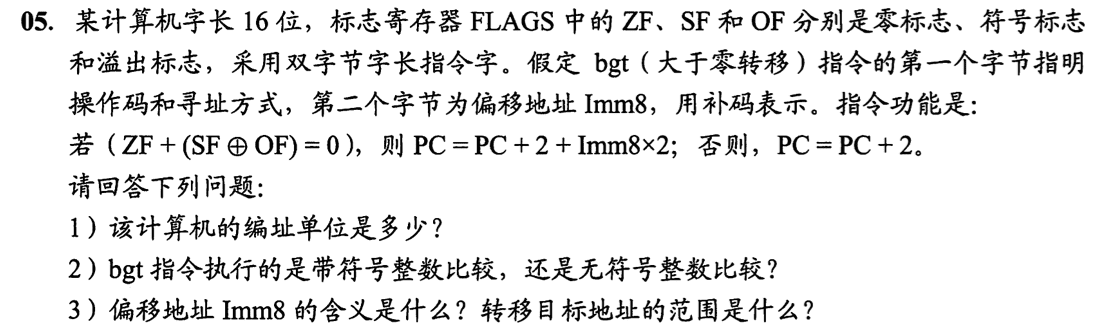 05. 某计算机字长 16 位，标志寄存器 FLAGS 中的 ZF、SF 和 OF 分别是零标志、符号标志
和溢出标志，采用双字节字长指令字。假定 bgt（大于零转移）指令的第一个字节指明
操作码和寻址方式，第二个字节为偏移地址 Imm8，用补码表示。指令功能是：
若（ZF + (SF ⊕ OF) = 0），则 PC = PC + 2 + Imm8×2；否则，PC = PC + 2。
请回答下列问题：
1）该计算机的编址单位是多少？
2）bgt 指令执行的是带符号整数比较，还是无符号整数比较？
3）偏移地址 Imm8 的含义是什么？转移目标地址的范围是什么？